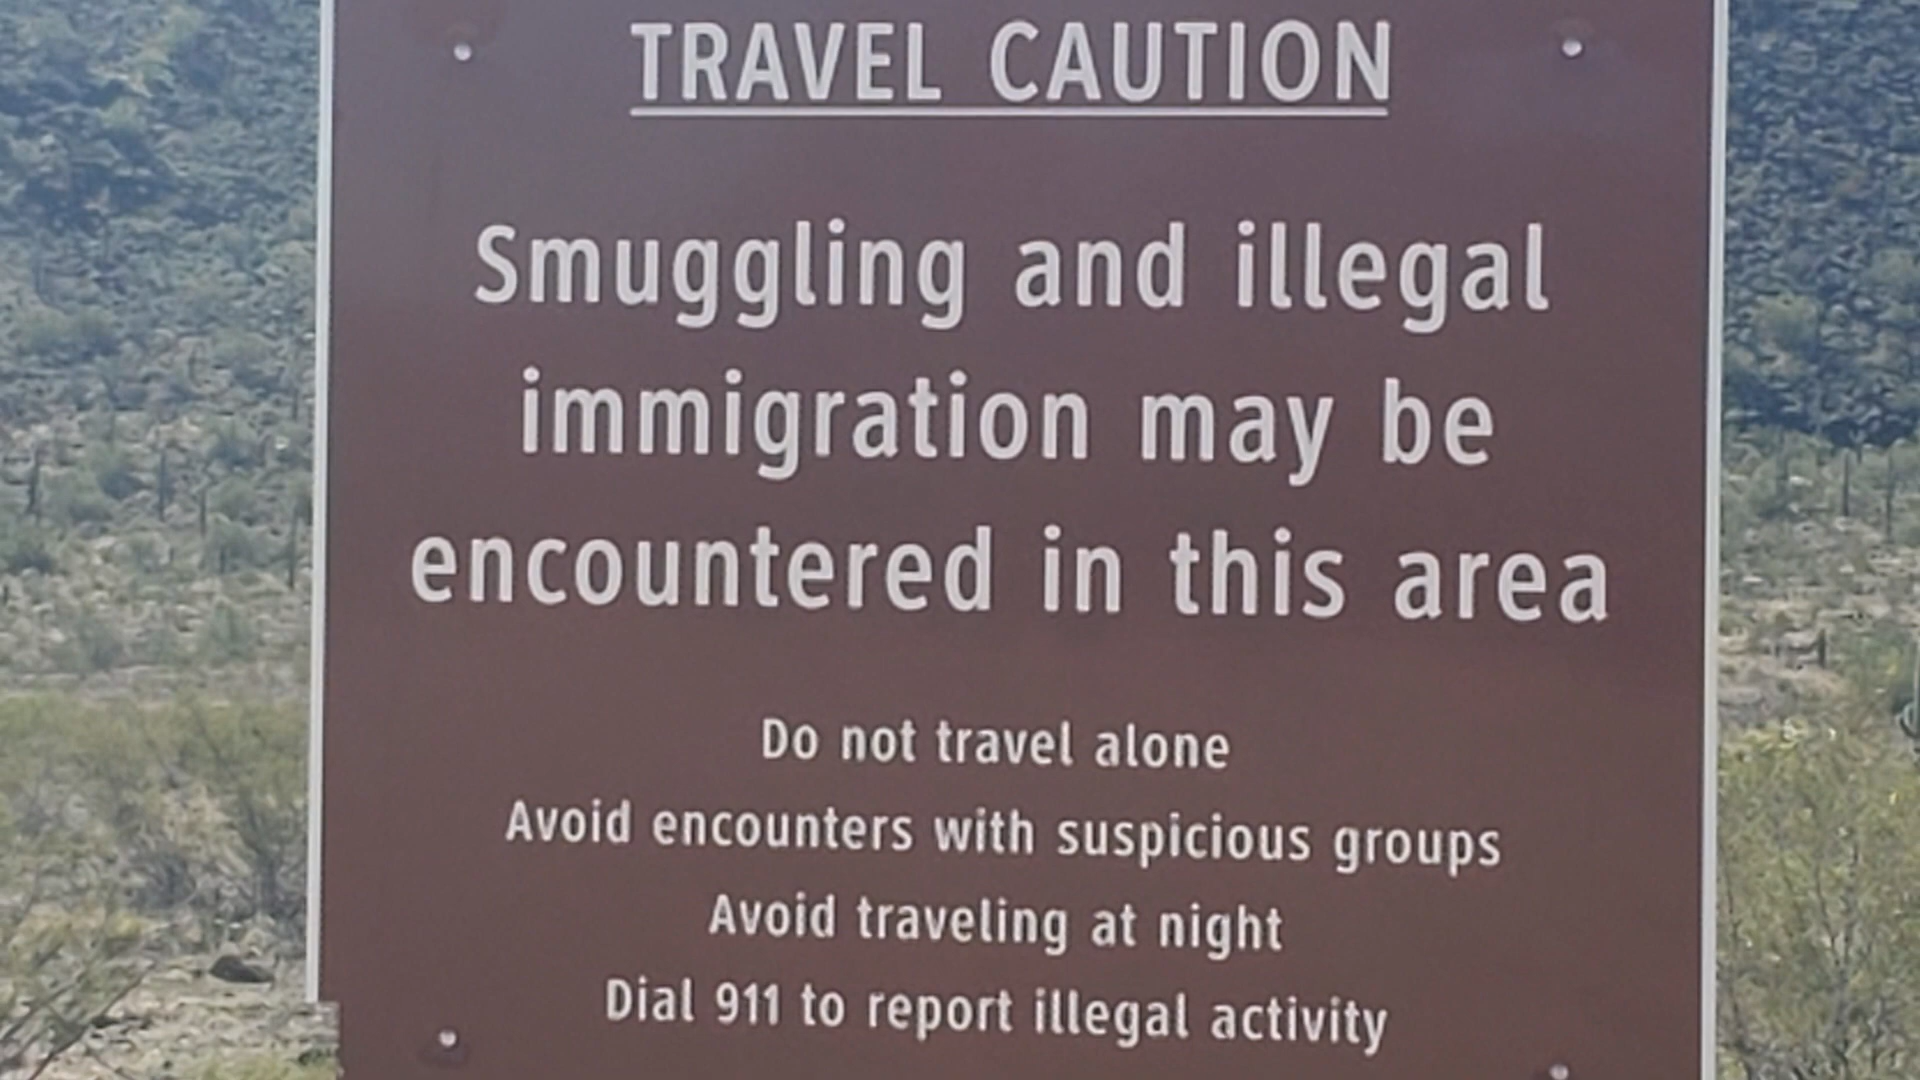 TRAVEL CAUTION
Smuggling and illegal
immigration may be
encountered in this area
Do not travel alone
Avoid encounters with suspicious groups
Avoid traveling at night
Dial 911 to report illegal activity